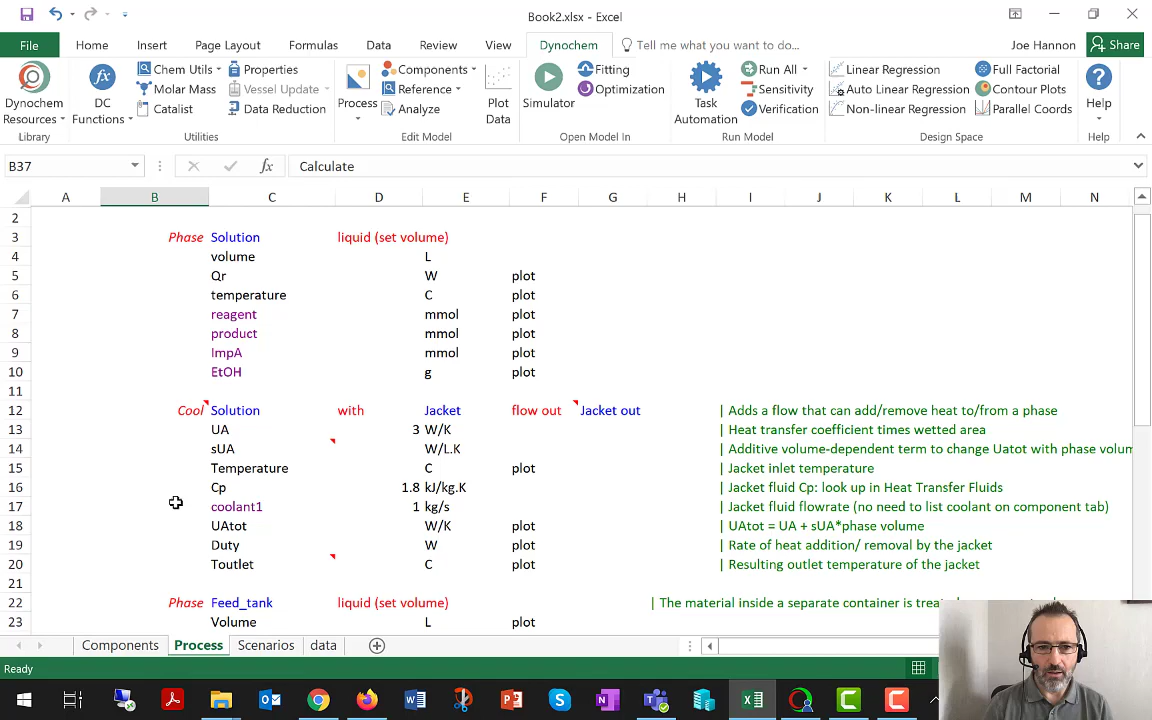 Book2.xlsx - Excel
File Home Insert Page Layout Formulas Data Review View Dynochem Tell me what you want to do... Joe Hannon Share
Dynochem Resources
DC Functions
Chem Utils
Molar Mass
Catalist
Properties
Vessel Update
Data Reduction
Process
Components
Reference
Analyze
Plot Data
Simulator
Fitting
Optimization
Task Automation
Run All
Sensitivity
Verification
Linear Regression
Auto Linear Regression
Non-linear Regression
Full Factorial
Contour Plots
Parallel Coords
Help
Library Utilities Edit Model Open Model In Run Model Design Space Help
B37 fx Calculate
A B C D E F G H I J K L M N
2
3 Phase Solution liquid (set volume)
4 volume L
5 Qr W plot
6 temperature C plot
7 reagent mmol plot
8 product mmol plot
9 ImpA mmol plot
10 EtOH g plot
11
12 Cool Solution with Jacket flow out Jacket out | Adds a flow that can add/remove heat to/from a phase
13 UA 3 W/K | Heat transfer coefficient times wetted area
14 sUA W/L.K | Additive volume-dependent term to change Uatot with phase volum
15 Temperature C plot | Jacket inlet temperature
16 Cp 1.8 kJ/kg.K | Jacket fluid Cp: look up in Heat Transfer Fluids
17 coolant1 1 kg/s | Jacket fluid flowrate (no need to list coolant on component tab)
18 UAtot W/K plot | UAtot = UA + sUA*phase volume
19 Duty W plot | Rate of heat addition/ removal by the jacket
20 Toutlet C plot | Resulting outlet temperature of the jacket
21
22 Phase Feed_tank liquid (set volume) | The material inside a separate container is
23 Volume L plot
Components Process Scenarios data
Ready